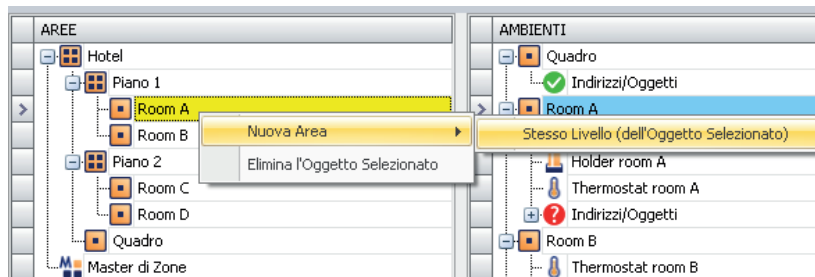 AREE
Hotel
Piano 1
Room A
Room B
Piano 2
Room C
Room D
Quadro
Master di Zone
Nuova Area
Elimina l'Oggetto Selezionato
Stesso Livello (dell'Oggetto Selezionato)
AMBIENTI
Quadro
Indirizzi/Oggetti
Room A
Holder room A
Thermostat room A
Indirizzi/Oggetti
Room B
Thermostat room B